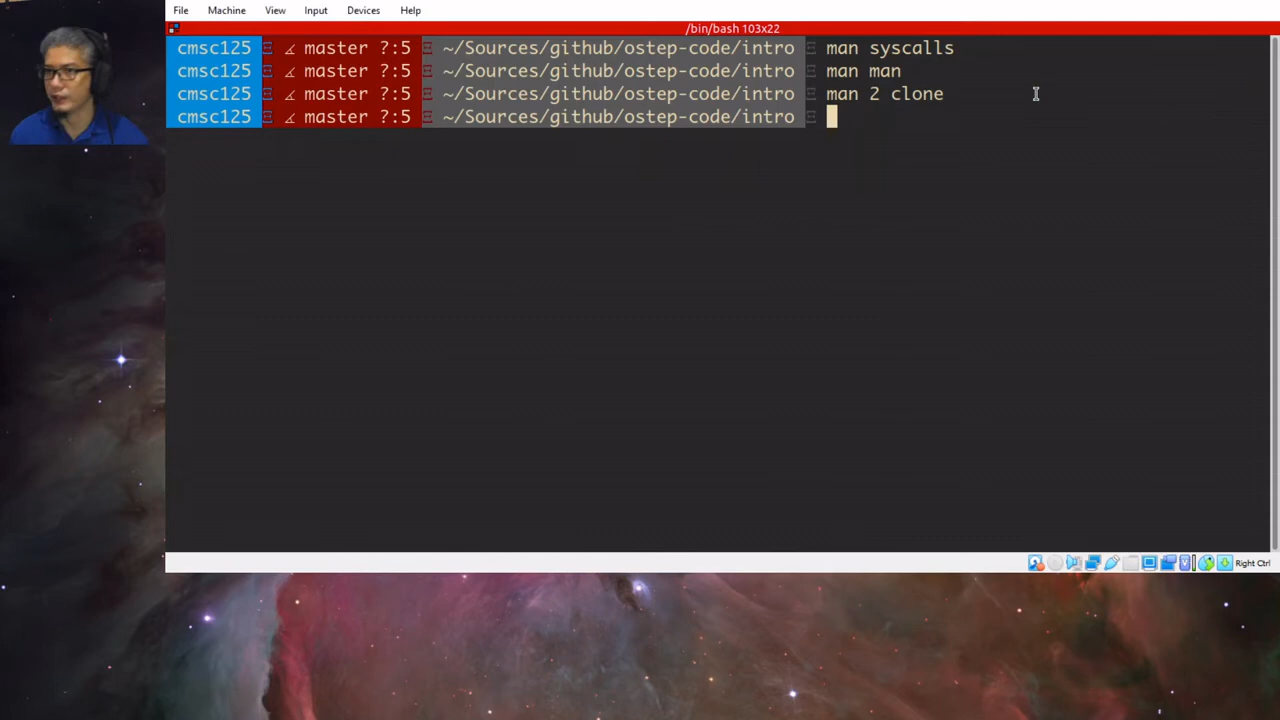 File Machine View Input Devices Help
/bin/bash 103x22
cmsc125 master ?:5 ~/Sources/github/ostep-code/intro man syscalls
cmsc125 master ?:5 ~/Sources/github/ostep-code/intro man man
cmsc125 master ?:5 ~/Sources/github/ostep-code/intro man 2 clone
cmsc125 master ?:5 ~/Sources/github/ostep-code/intro
Right Ctrl